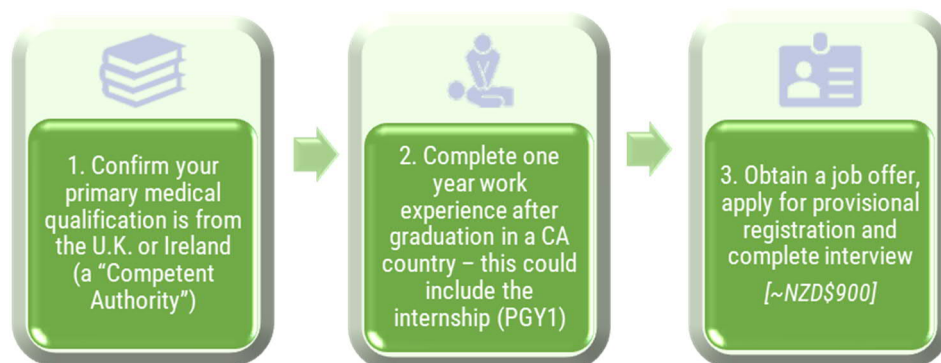 1. Confirm your
primary medical
qualification is from
the U.K. or Ireland
(a “Competent
Authority”)
2. Complete one
year work
experience after
graduation in a CA
country – this could
include the
internship (PGY1)
3. Obtain a job offer,
apply for provisional
registration and
complete interview
[~NZD$900]